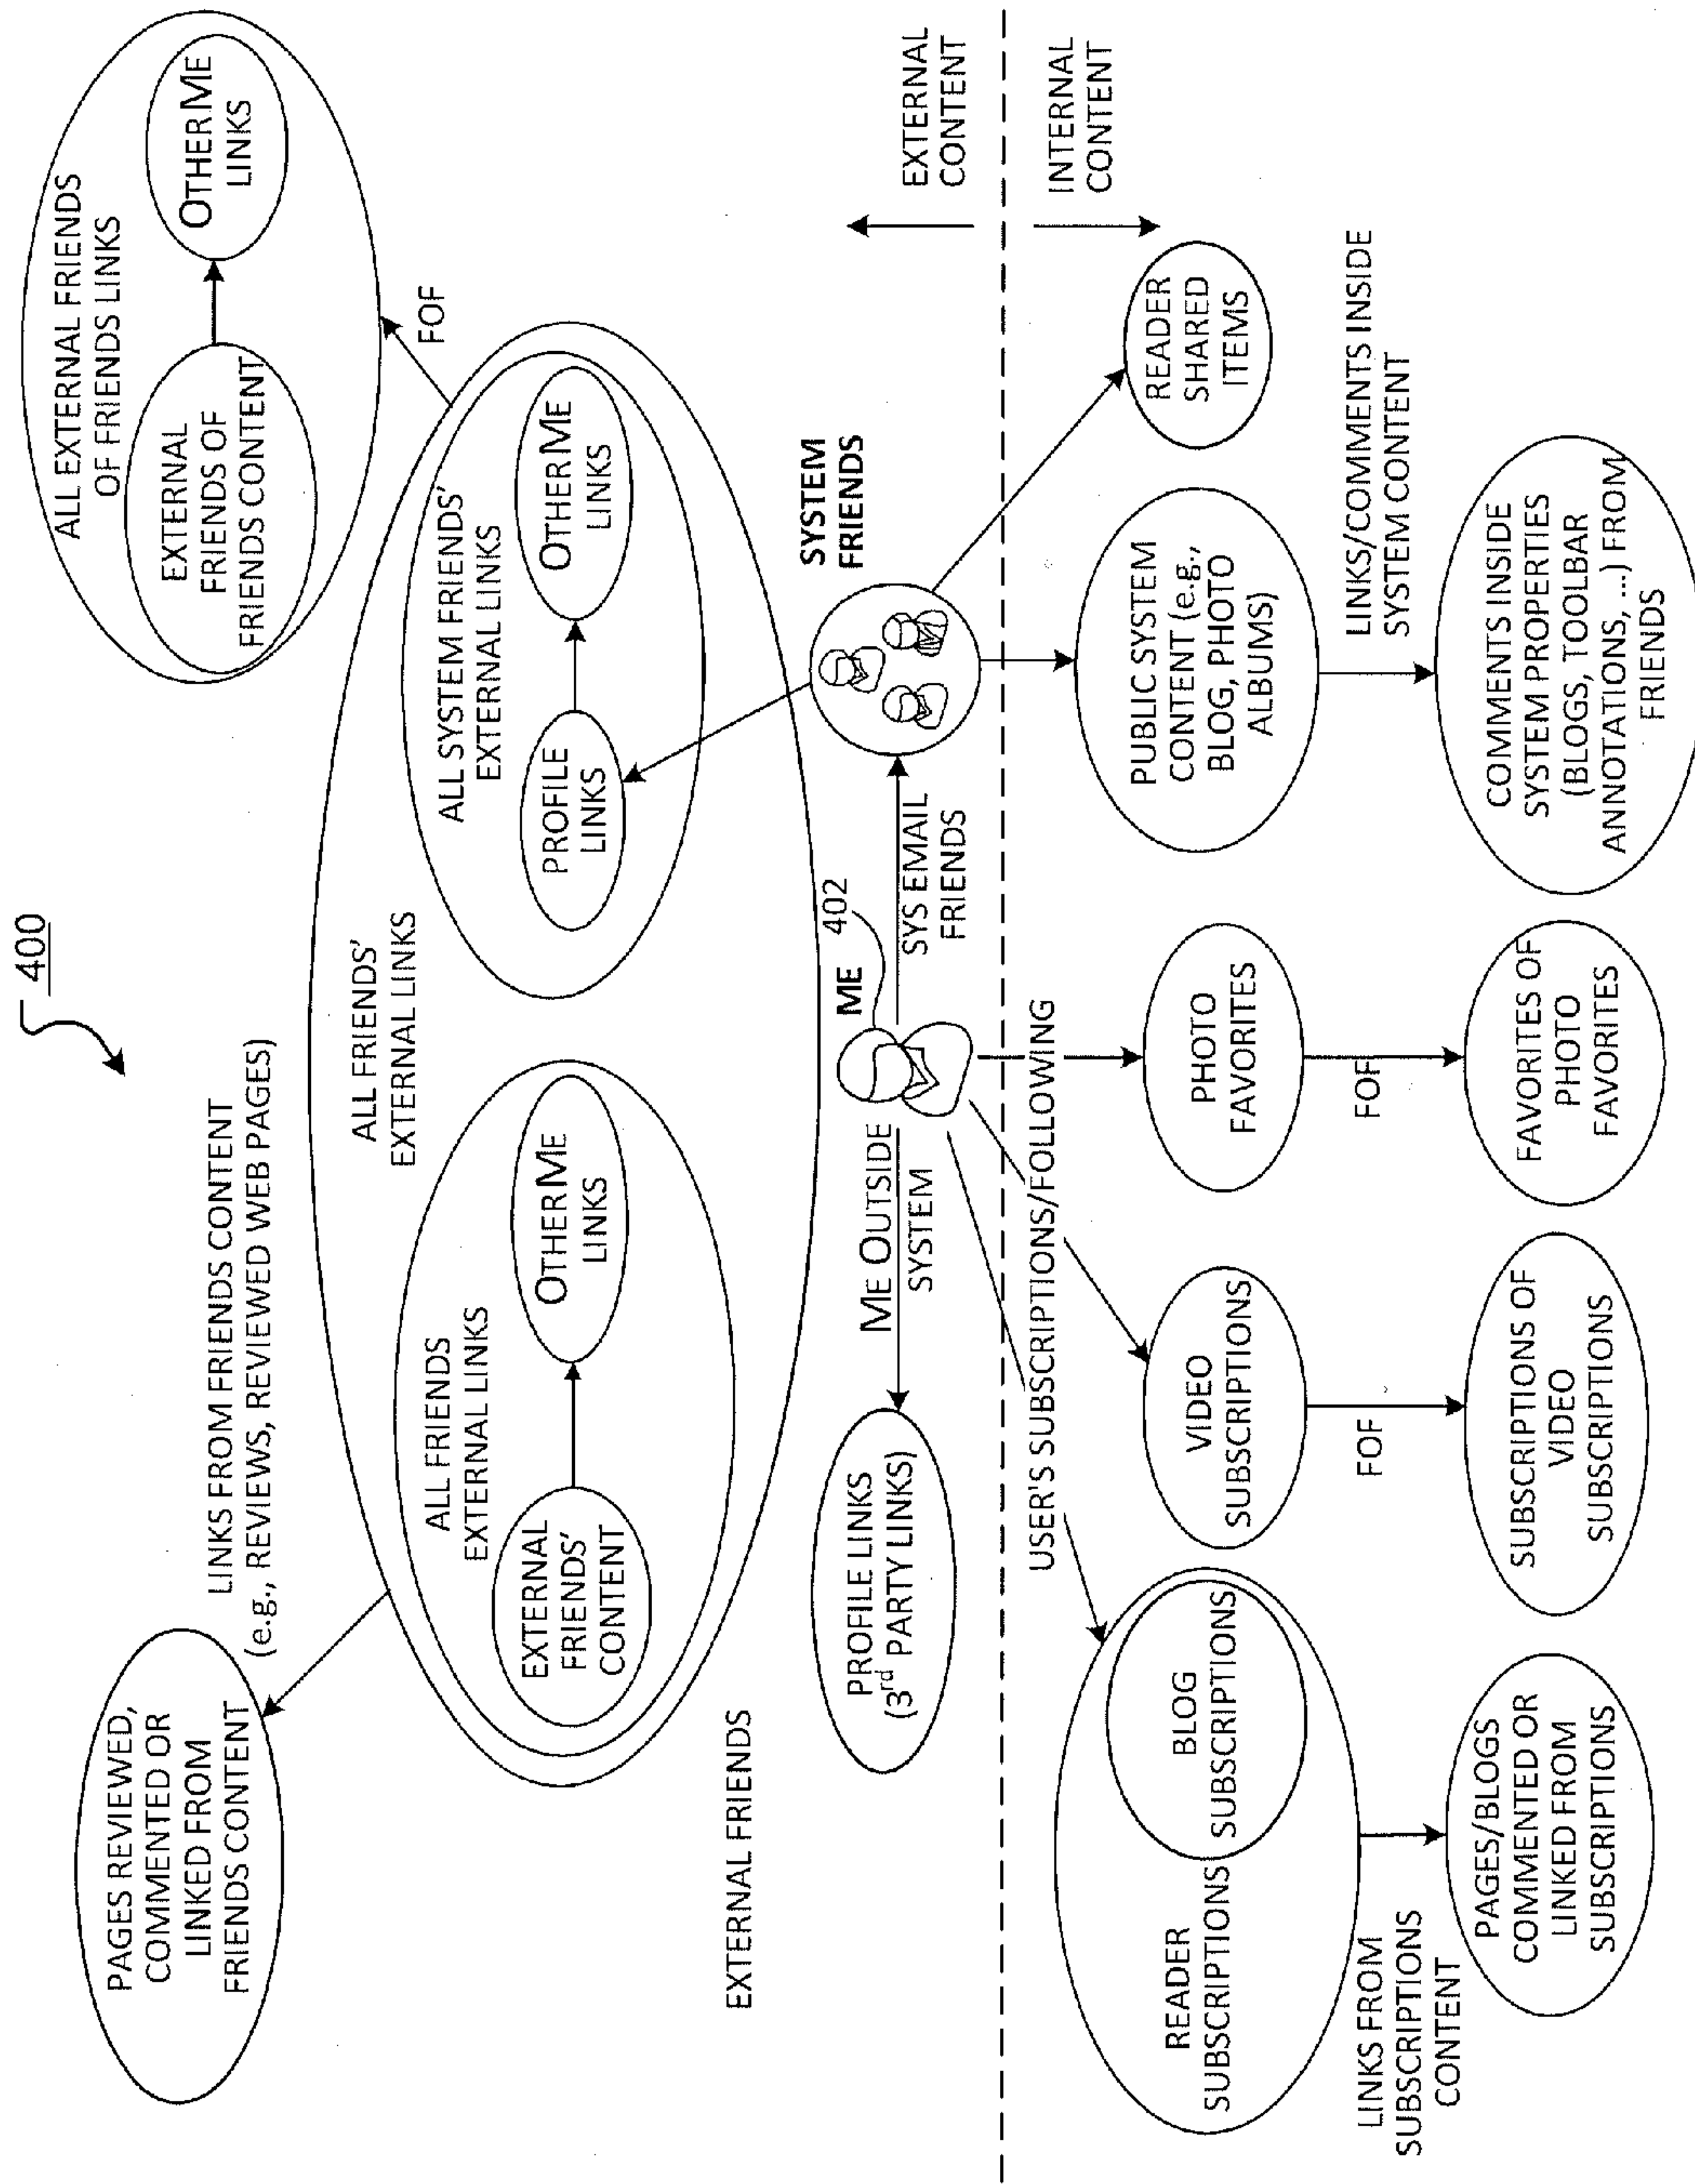 400
LINKS FROM FRIENDS CONTENT
(e.g., REVIEWS, REVIEWED WEB PAGES)
PAGES REVIEWED,
COMMENTED OR
LINKED FROM
FRIENDS CONTENT
ALL EXTERNAL FRIENDS
OF FRIENDS LINKS
EXTERNAL
FRIENDS OF
FRIENDS CONTENT
OTHERME
LINKS
FOF
ALL FRIENDS'
EXTERNAL LINKS
ALL FRIENDS
EXTERNAL LINKS
EXTERNAL
FRIENDS'
CONTENT
OTHERME
LINKS
ALL SYSTEM FRIENDS'
EXTERNAL LINKS
PROFILE
LINKS
OTHERME
LINKS
EXTERNAL FRIENDS
PROFILE LINKS
(3rd PARTY LINKS)
ME OUTSIDE
SYSTEM
ME
402
SYS EMAIL
FRIENDS
SYSTEM
FRIENDS
EXTERNAL
CONTENT
INTERNAL
CONTENT
USER'S SUBSCRIPTIONS/FOLLOWING
READER
SUBSCRIPTIONS
BLOG
SUBSCRIPTIONS
VIDEO
SUBSCRIPTIONS
PHOTO
FAVORITES
PUBLIC SYSTEM
CONTENT (e.g.,
BLOG, PHOTO
ALBUMS)
READER
SHARED
ITEMS
LINKS FROM
SUBSCRIPTIONS
CONTENT
FOF
FOF
LINKS/COMMENTS INSIDE
SYSTEM CONTENT
PAGES/BLOGS
COMMENTED OR
LINKED FROM
SUBSCRIPTIONS
SUBSCRIPTIONS OF
VIDEO
SUBSCRIPTIONS
FAVORITES OF
PHOTO
FAVORITES
COMMENTS INSIDE
SYSTEM PROPERTIES
(BLOGS, TOOLBAR
ANNOTATIONS, ...) FROM
FRIENDS